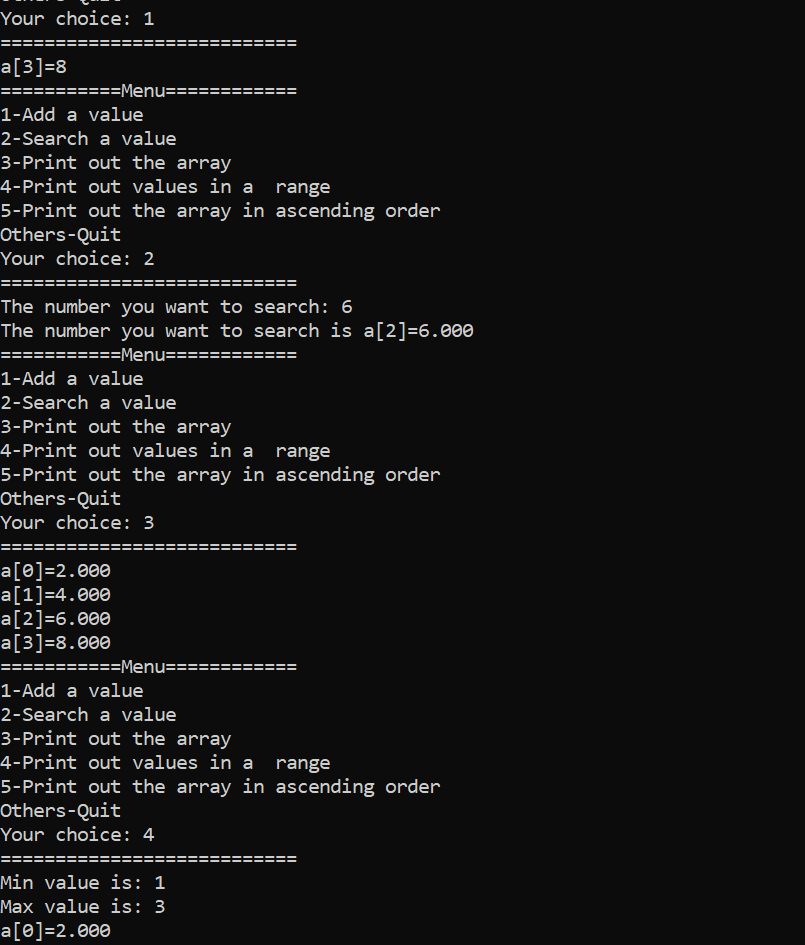 Others-Quit
Your choice: 1
===========================
a[3]=8
===========Menu============
1-Add a value
2-Search a value
3-Print out the array
4-Print out values in a  range
5-Print out the array in ascending order
Others-Quit
Your choice: 2
===========================
The number you want to search: 6
The number you want to search is a[2]=6.000
===========Menu============
1-Add a value
2-Search a value
3-Print out the array
4-Print out values in a  range
5-Print out the array in ascending order
Others-Quit
Your choice: 3
===========================
a[0]=2.000
a[1]=4.000
a[2]=6.000
a[3]=8.000
===========Menu============
1-Add a value
2-Search a value
3-Print out the array
4-Print out values in a  range
5-Print out the array in ascending order
Others-Quit
Your choice: 4
===========================
Min value is: 1
Max value is: 3
a[0]=2.000